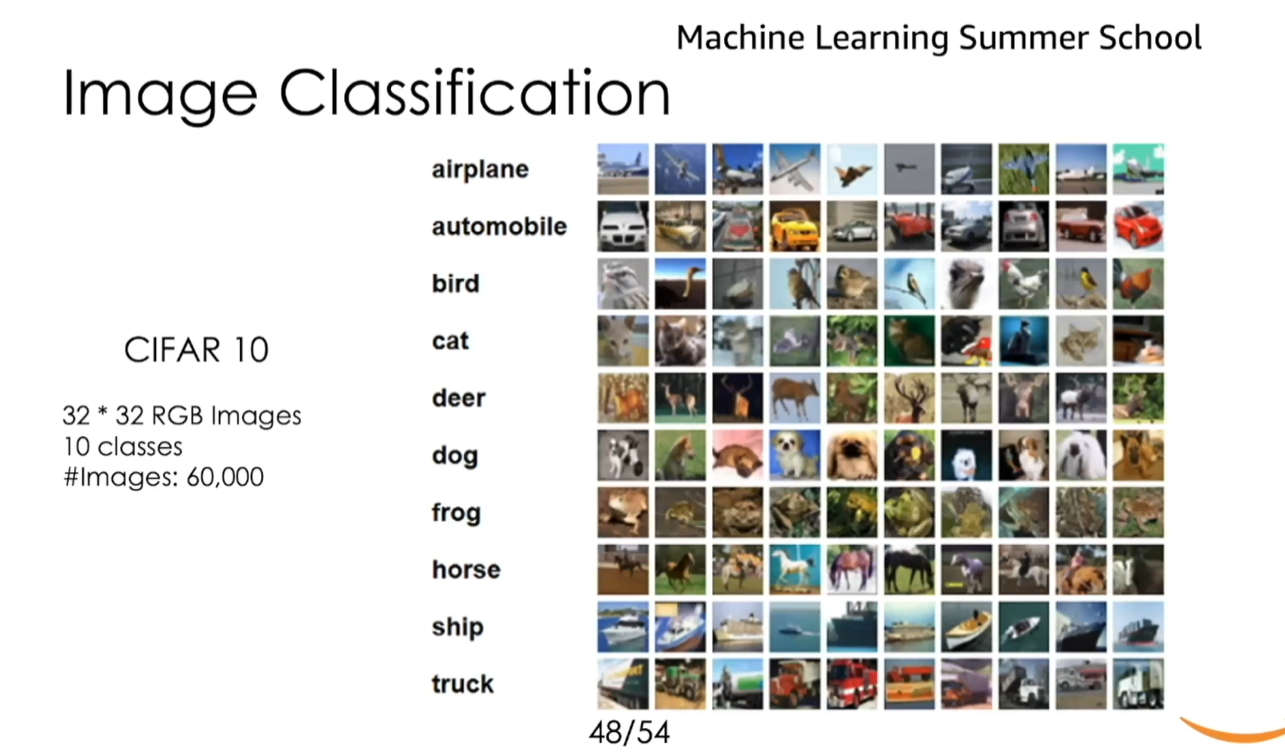 Machine Learning Summer School
Image Classification
airplane
automobile
bird
cat
deer
dog
frog
horse
ship
truck
CIFAR 10
32 * 32 RGB Images
10 classes
#Images: 60,000
48/54